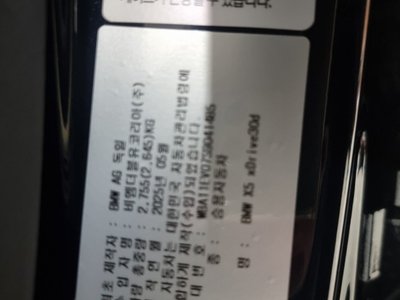 초 제작자 : BMW AG 독일
입 자 명 : 비엠더블유코리아(주)
량 총중량 : 2,755(2,645)KG
작 연 월 : 2025년 05월
자동차는 대한민국 자동차관리법령에
합하게 제작(수입)되었습니다.
대 번 호 :
: 승용자동차
명 : BMW X5 xDrive30d